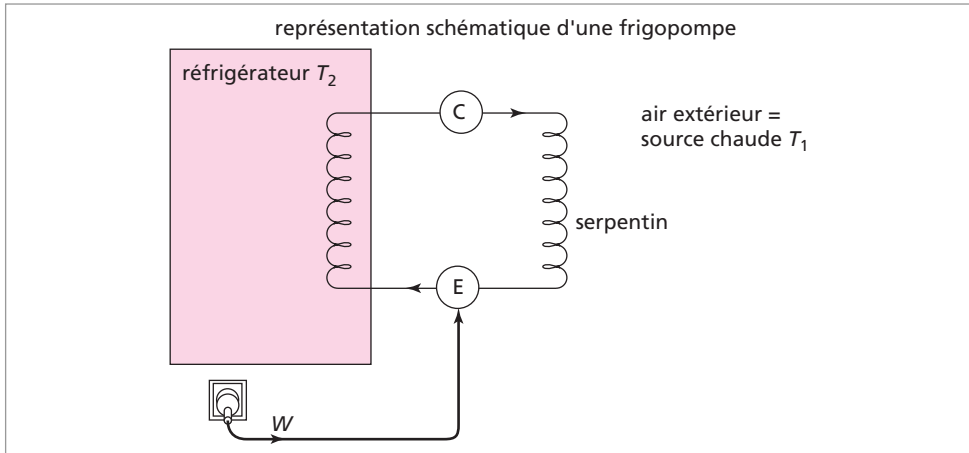 représentation schématique d'une frigopompe
réfrigérateur T₂
C
air extérieur =
source chaude T₁
serpentin
E
W